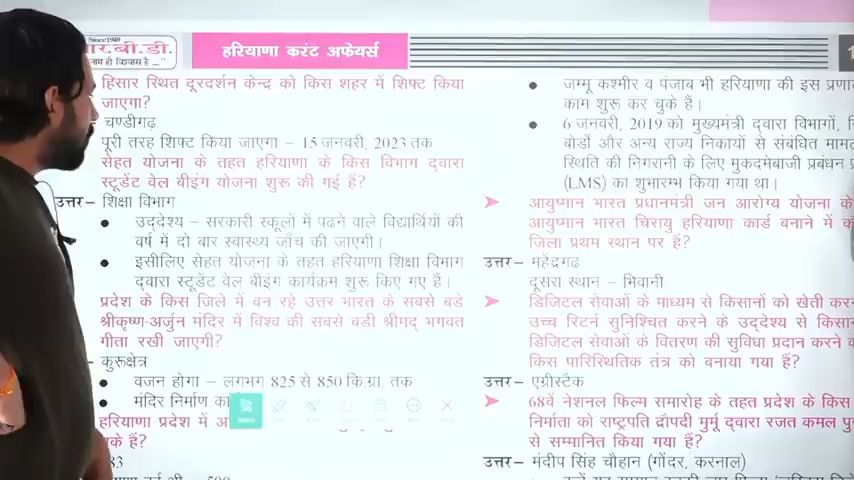 Since1949
आर.बी.डी.
नाम ही विश्वास है ..."
हरियाणा करंट अफेयर्स
हिसार स्थित दूरदर्शन केन्द्र को किस शहर में शिफ्ट किया
जाएगा?
चण्डीगढ़
पूरी तरह शिफ्ट किया जाएगा – 15 जनवरी, 2023 तक
सेहत योजना के तहत हरियाणा के किस विभाग द्वारा
स्टूडेंट वेल बीइंग योजना शुरू की गई हैं?
उत्तर– शिक्षा विभाग
● उद्देश्य – सरकारी स्कूलों में पढने वाले विद्यार्थियों की
वर्ष में दो बार स्वास्थ्य जाँच की जाएगी।
● इसीलिए सेहत योजना के तहत हरियाणा शिक्षा विभाग
द्वारा स्टूडेंट वेल बीइंग कार्यक्रम शुरू किए गए हैं।
प्रदेश के किस जिले में बन रहे उत्तर भारत के सबसे बडे
श्रीकृष्ण-अर्जुन मंदिर में विश्व की सबसे बडी श्रीमद् भगवत
गीता रखी जाएगी?
कुरूक्षेत्र
● वजन होगा – लगभग 825 से 850 कि.ग्रा. तक
● मंदिर निर्माण का
हरियाणा प्रदेश में अ
चुके हैं?
83
● जम्मू कश्मीर व पंजाब भी हरियाणा की इस
काम शुरू कर चुके हैं।
● 6 जनवरी, 2019 को मुख्यमंत्री द्वारा विभागों,
बोर्डों और अन्य राज्य निकायों से संबंधित
स्थिति की निगरानी के लिए मुकदमेबाजी प्रबंधन
(LMS) का शुभारम्भ किया गया था।
➤ आयुष्मान भारत प्रधानमंत्री जन आरोग्य योजना के
आयुष्मान भारत चिरायु हरियाणा कार्ड बनाने में
जिला प्रथम स्थान पर हैं?
उत्तर– महेंद्रगढ
दूसरा स्थान – भिवानी
➤ डिजिटल सेवाओं के माध्यम से किसानों को खेती
उच्च रिटर्न सुनिश्चित करने के उद्देश्य से
डिजिटल सेवाओं के वितरण की सुविधा प्रदान करने
किस पारिस्थितिक तंत्र को बनाया गया हैं?
उत्तर– एग्रीस्टैक
➤ 68वें नेशनल फिल्म समारोह के तहत प्रदेश के किस
निर्माता को राष्ट्रपति द्रौपदी मुर्मू द्वारा रजत कमल
से सम्मानित किया गया हैं?
उत्तर– मंदीप सिंह चौहान (गोंदर, करनाल)